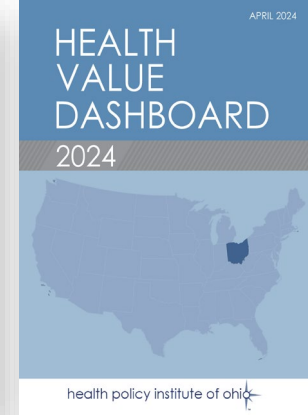 APRIL 2024
HEALTH
VALUE
DASHBOARD
2024
health policy institute of ohio